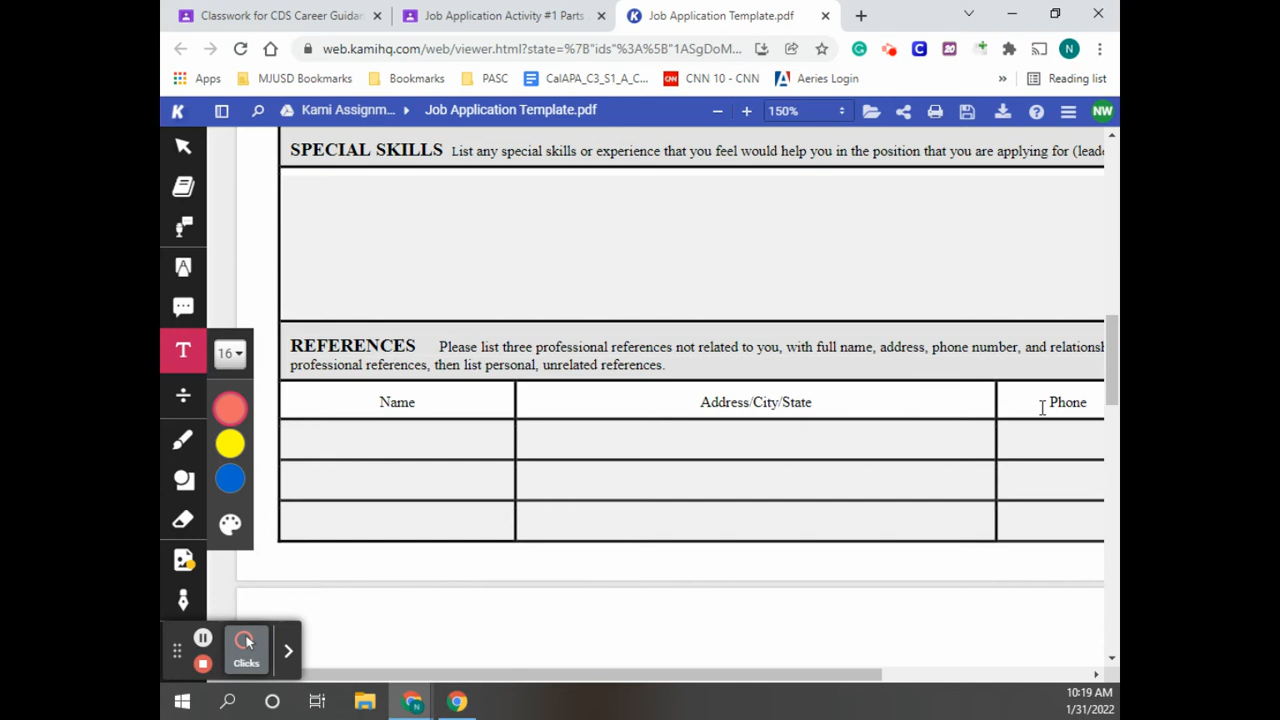 Classwork for CDS Career Guidan
Job Application Activity #1 Parts
Job Application Template.pdf
web.kamihq.com/web/viewer.html?state=%7B"ids"%3A%5B"1ASgDoM...
N
Apps
MJUSD Bookmarks
Bookmarks
PASC
CalAPA_C3_S1_A_C...
CNN 10 - CNN
Aeries Login
»
Reading list
K
Kami Assignm...
Job Application Template.pdf
150%
NW
SPECIAL SKILLS List any special skills or experience that you feel would help you in the position that you are applying for (leade
REFERENCES Please list three professional references not related to you, with full name, address, phone number, and relationsh
professional references, then list personal, unrelated references.
Name
Address/City/State
Phone
T
16
Clicks
10:19 AM
1/31/2022